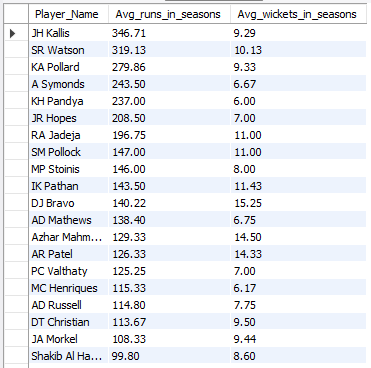 Player_Name Avg_runs_in_seasons Avg_wickets_in_seasons
JH Kallis 346.71 9.29
SR Watson 319.13 10.13
KA Pollard 279.86 9.33
A Symonds 243.50 6.67
KH Pandya 237.00 6.00
JR Hopes 208.50 7.00
RA Jadeja 196.75 11.00
SM Pollock 147.00 11.00
MP Stoinis 146.00 8.00
IK Pathan 143.50 11.43
DJ Bravo 140.22 15.25
AD Mathews 138.40 6.75
Azhar Mahm... 129.33 14.50
AR Patel 126.33 14.33
PC Valthaty 125.25 7.00
MC Henriques 115.33 6.17
AD Russell 114.80 7.75
DT Christian 113.67 9.50
JA Morkel 108.33 9.44
Shakib Al Ha... 99.80 8.60